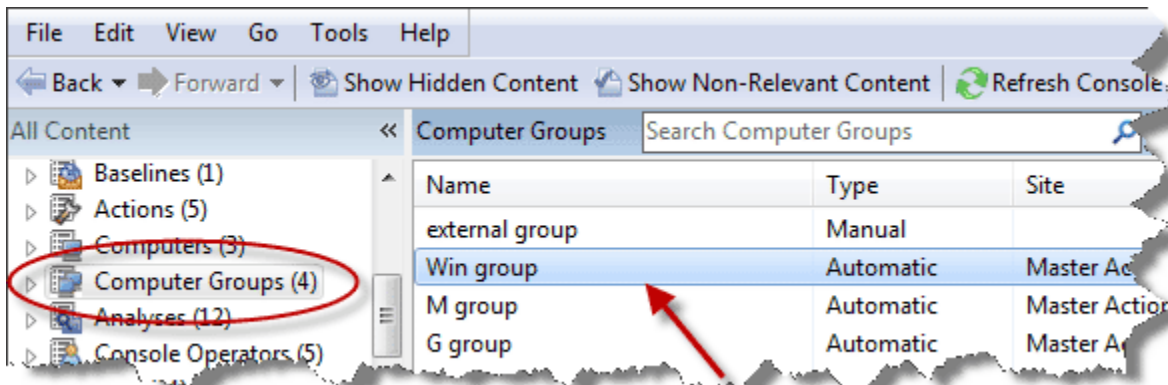 File Edit View Go Tools Help
Back Forward Show Hidden Content Show Non-Relevant Content Refresh Console
All Content
Baselines (1)
Actions (5)
Computers (3)
Computer Groups (4)
Analyses (12)
Console Operators (5)
Computer Groups Search Computer Groups
Name Type Site
external group Manual
Win group Automatic Master
M group Automatic Master Action
G group Automatic Master